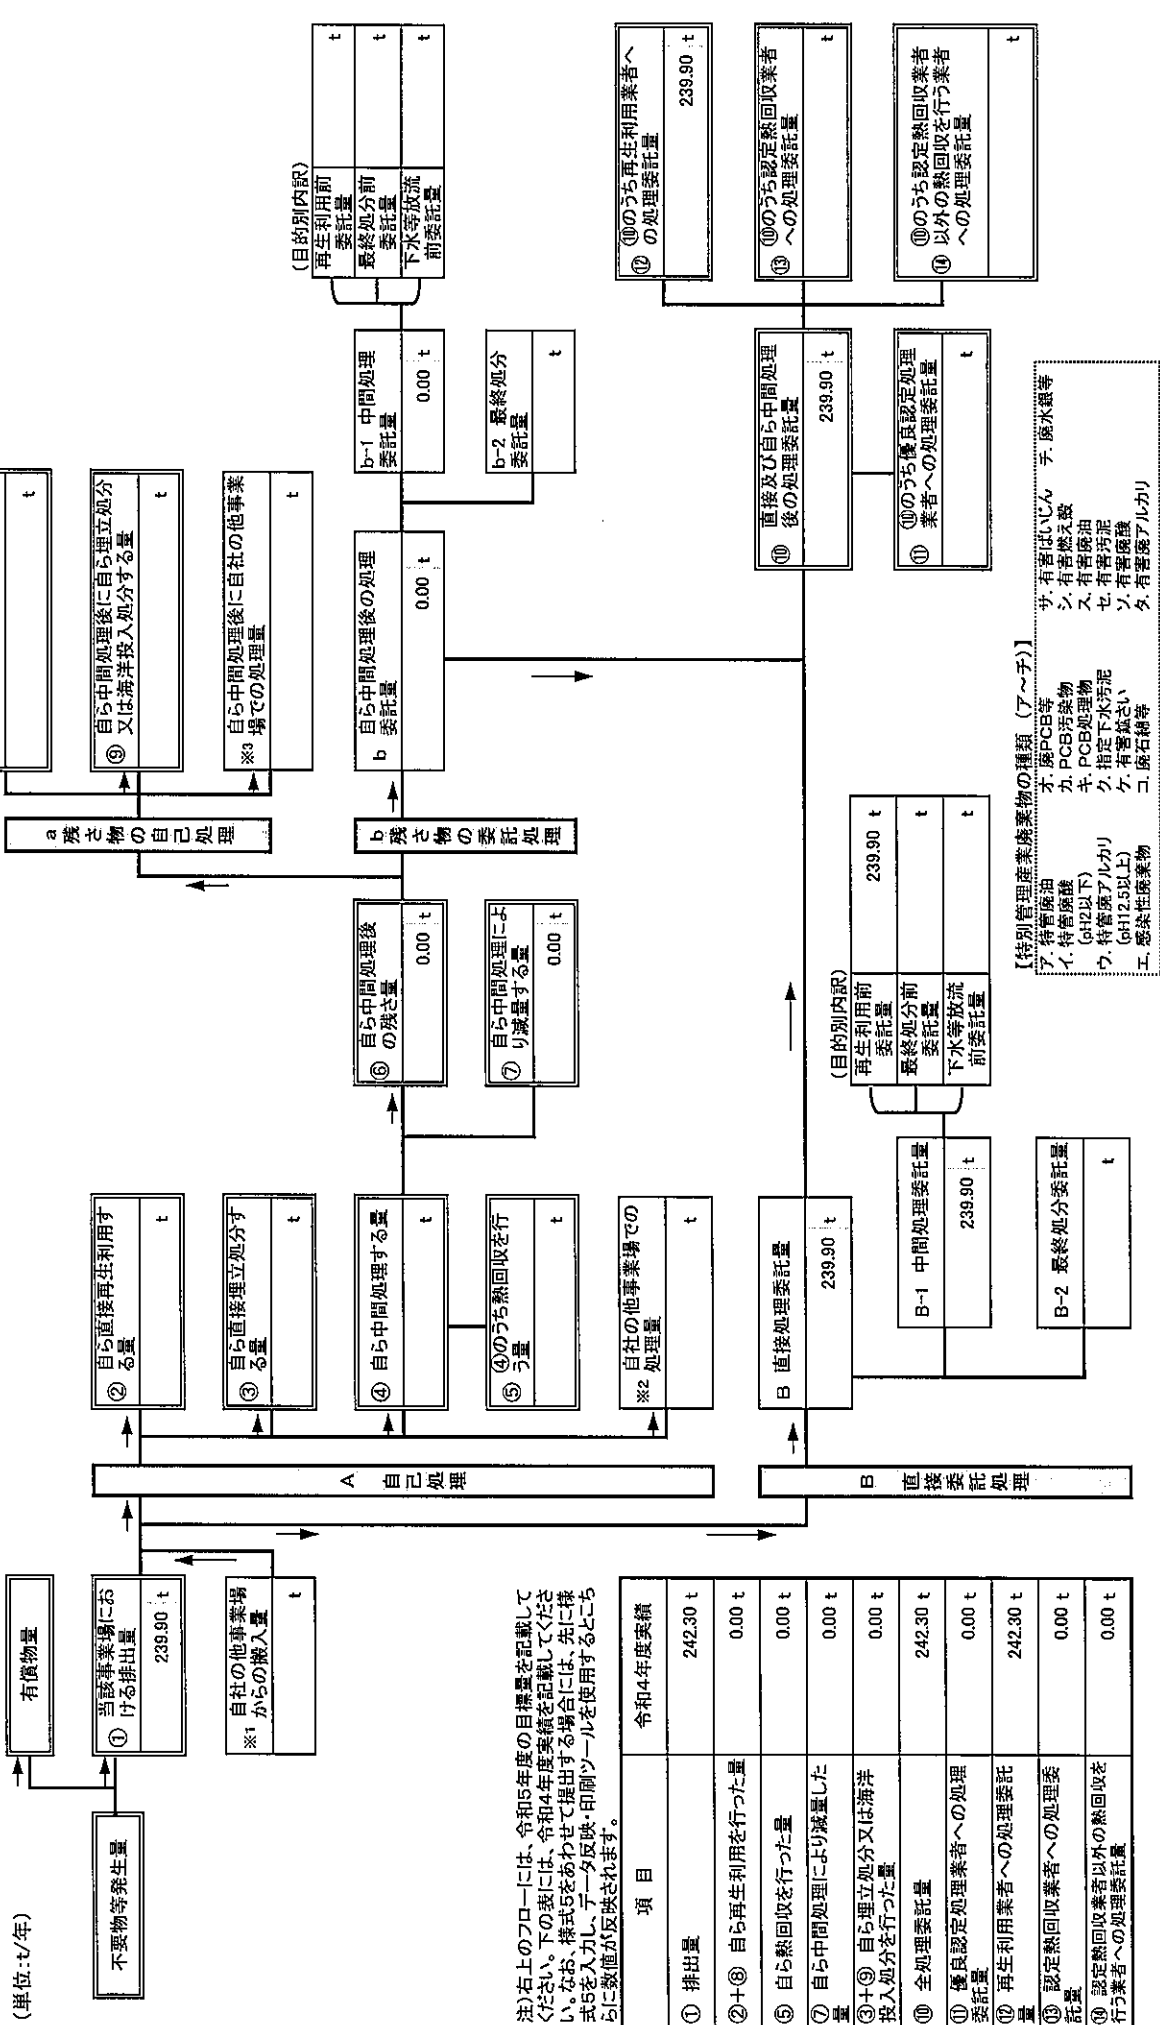 (単位:t/年)
不要物等発生量
有償物量
① 当該事業場にお
ける排出量
239.90 t
※1 自社の他事業場
からの搬入量
t
A 自己処理
B 直接委託処理
② 自ら直接再生利用す
る量
t
③ 自ら直接埋立処分す
る量
t
④ 自ら中間処理する量
t
⑤ ④のうち熱回収を行
う量
t
※2 自社の他事業場での
処理量
t
B 直接処理委託量
239.90 t
B-1 中間処理委託量
239.90 t
B-2 最終処分委託量
t
(目的別内訳)
再生利用前
委託量
239.90 t
最終処分前
委託量
t
下水等放流
前委託量
t
⑥ 自ら中間処理後
の残さ量
0.00 t
⑦ 自ら中間処理によ
り減量する量
0.00 t
a 残さ物の自己処理
b 残さ物の委託処理
t
⑨ 自ら中間処理後に自ら埋立処分
又は海洋投入処分する量
t
※3 自ら中間処理後に自社の他事業
場での処理量
t
b 自ら中間処理後の処理
委託量
0.00 t
b-1 中間処理
委託量
0.00 t
b-2 最終処分
委託量
t
(目的別内訳)
再生利用前
委託量
t
最終処分前
委託量
t
下水等放流
前委託量
t
⑩ 直接及び自ら中間処理
後の処理委託量
239.90 t
⑪ ⑩のうち優良認定処理
業者への処理委託量
t
⑫ ⑩のうち再生利用業者へ
の処理委託量
239.90 t
⑬ ⑩のうち認定熱回収業者
への処理委託量
t
⑭ ⑩のうち認定熱回収業者
以外の熱回収を行う業者
への処理委託量
t
【特別管理産業廃棄物の種類 (ア~チ)】
ア. 特管廃油
イ. 特管廃酸
(pH2以下)
ウ. 特管廃アルカリ
(pH12.5以上)
エ. 感染性廃棄物
オ. 廃PCB等
カ. PCB汚染物
キ. PCB処理物
ク. 指定下水汚泥
ケ. 有害鉱さい
コ. 廃石綿等
サ. 有害ばいじん
シ. 有害燃え殻
ス. 有害廃油
セ. 有害汚泥
ソ. 有害廃酸
タ. 有害廃アルカリ
チ. 廃水銀等
注)右上のフローには、令和5年度の目標量を記載して
ください。下の表には、令和4年度実績を記載してくださ
い。なお、様式5をあわせて提出する場合には、先に様
式5を入力し、データ反映・印刷ツールを使用するとこち
らに数値が反映されます。
項 目 令和4年度実績
① 排出量 242.30 t
②+⑧ 自ら再生利用を行った量 0.00 t
⑤ 自ら熱回収を行った量 0.00 t
⑦ 自ら中間処理により減量した
量 0.00 t
③+⑨ 自ら埋立処分又は海洋
投入処分を行った量 0.00 t
⑩ 全処理委託量 242.30 t
⑪ 優良認定処理業者への処理
委託量 0.00 t
⑫ 再生利用業者への処理委託
量 242.30 t
⑬ 認定熱回収業者への処理委
託量 0.00 t
⑭ 認定熱回収業者以外の熱回収を
行う業者への処理委託量 0.00 t